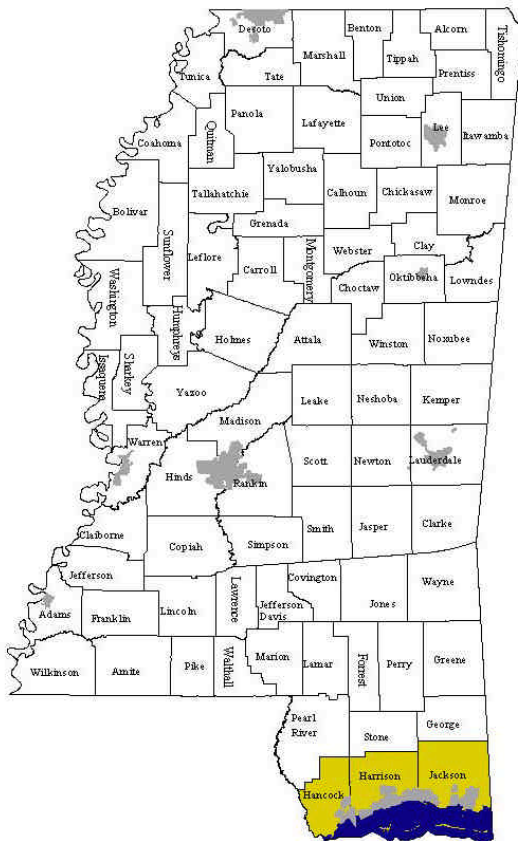 Desoto
Marshall
Benton
Tippah
Alcorn
Tishomingo
Prentiss
Tunica
Tate
Union
Panola
Lafayette
Quitman
Coahoma
Pontotoc
Lee
Itawamba
Yalobusha
Tallahatchie
Calhoun
Chickasaw
Monroe
Bolivar
Sunflower
Grenada
Leflore
Carroll
Montgomery
Webster
Clay
Choctaw
Oktibbeha
Lowndes
Washington
Humphreys
Holmes
Attala
Winston
Noxubee
Issaquena
Sharkey
Yazoo
Madison
Leake
Neshoba
Kemper
Warren
Hinds
Rankin
Scott
Newton
Lauderdale
Claiborne
Copiah
Simpson
Smith
Jasper
Clarke
Jefferson
Adams
Franklin
Lincoln
Lawrence
Jefferson
Davis
Covington
Jones
Wayne
Wilkinson
Amite
Pike
Walthall
Marion
Lamar
Forrest
Perry
Greene
Pearl
River
Stone
George
Hancock
Harrison
Jackson